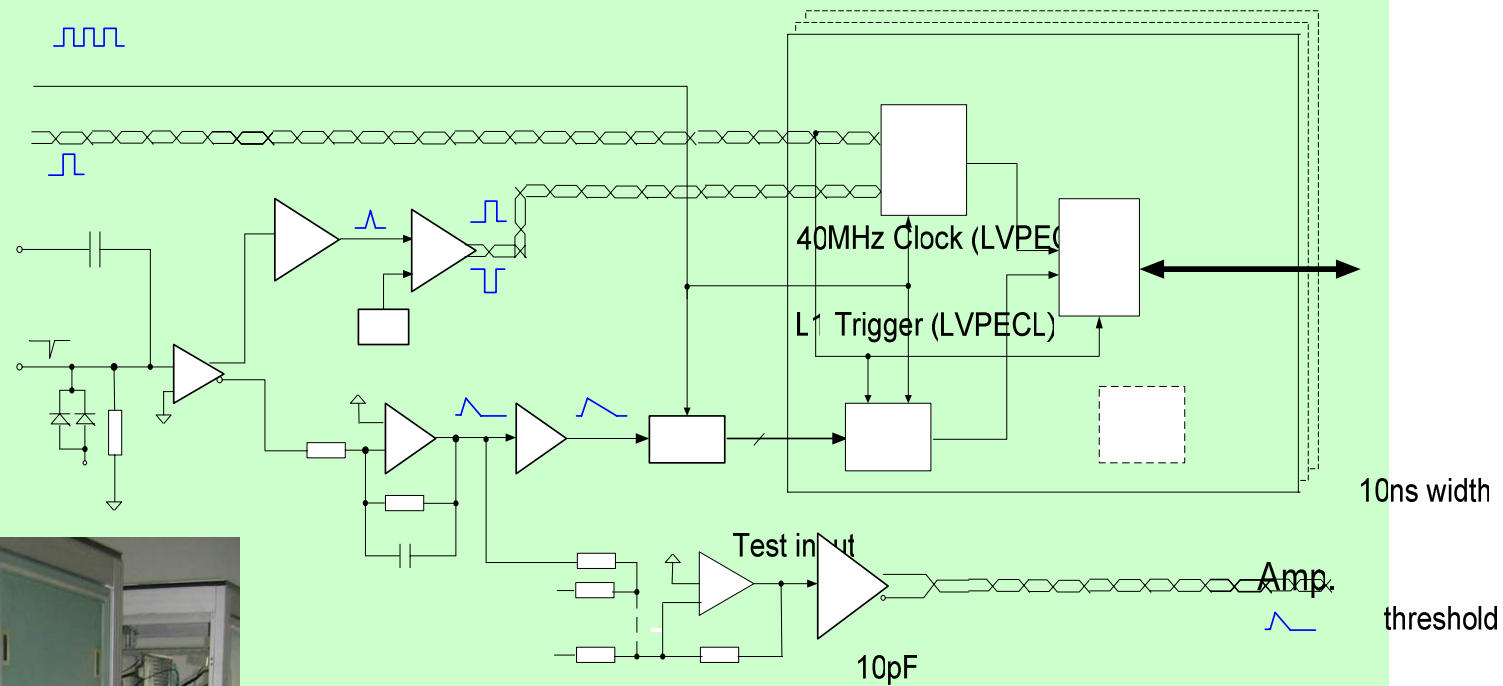 40MHz Clock (LVPEC
L1 Trigger (LVPECL)
10ns width
Test input
Amp.
threshold
10pF